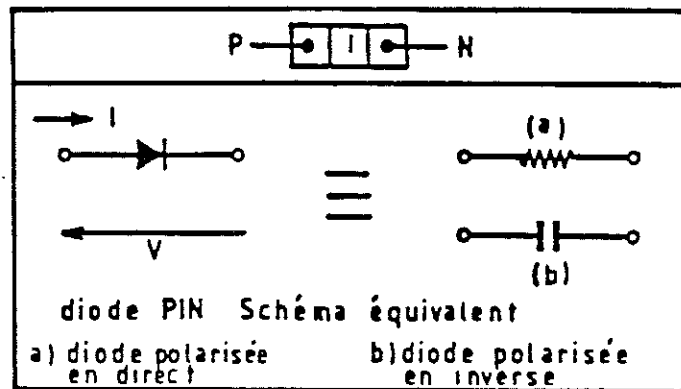 P I N
I
(a)
V
(b)
diode PIN Schéma équivalent
a) diode polarisée
en direct
b) diode polarisée
en inverse